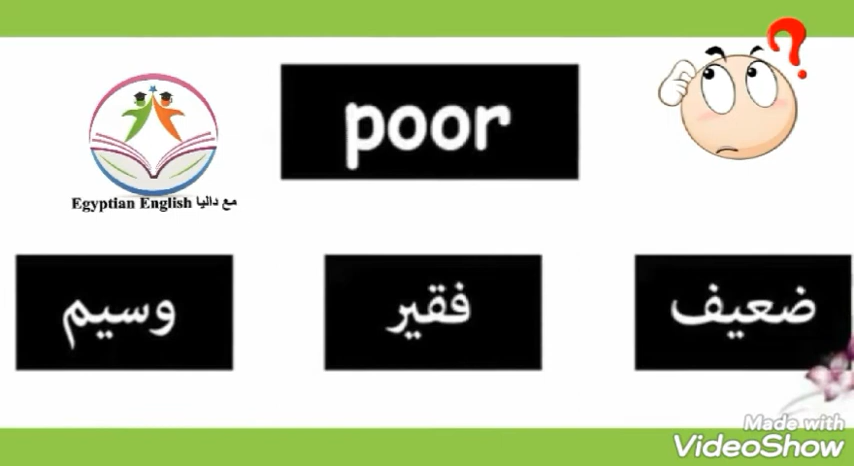 poor
Egyptian English مع داليا
وسيم
فقير
ضعيف
Made with
VideoShow